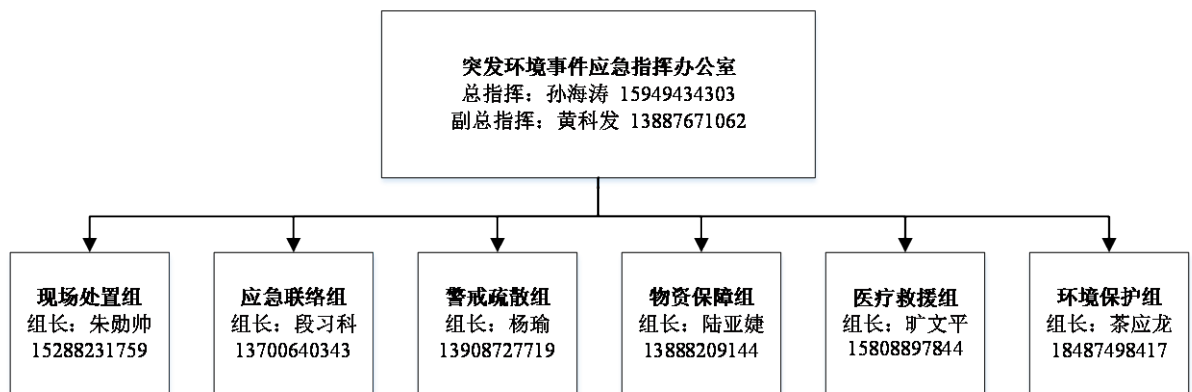 突发环境事件应急指挥办公室
总指挥：孙海涛 15949434303
副总指挥：黄科发 13887671062
现场处置组
组长：朱勋帅
15288231759
应急联络组
组长：段习科
13700640343
警戒疏散组
组长：杨瑜
13908727719
物资保障组
组长：陆亚婕
13888209144
医疗救援组
组长：旷文平
15808897844
环境保护组
组长：茶应龙
18487498417